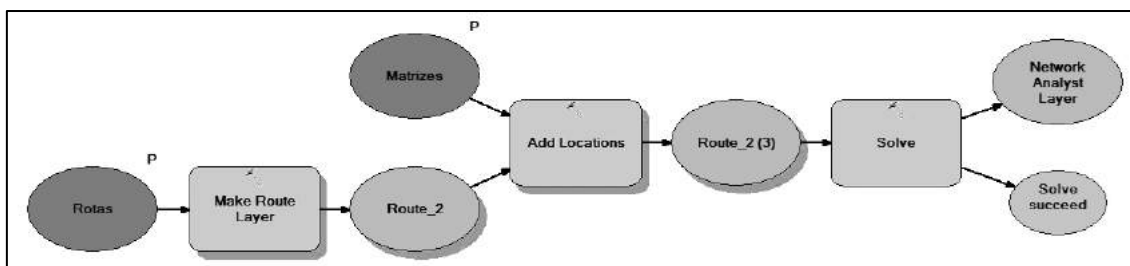 P
Rotas
Make Route
Layer
Route_2
P
Matrizes
Add Locations
Route_2 (3)
Solve
Network
Analyst
Layer
Solve
succeed